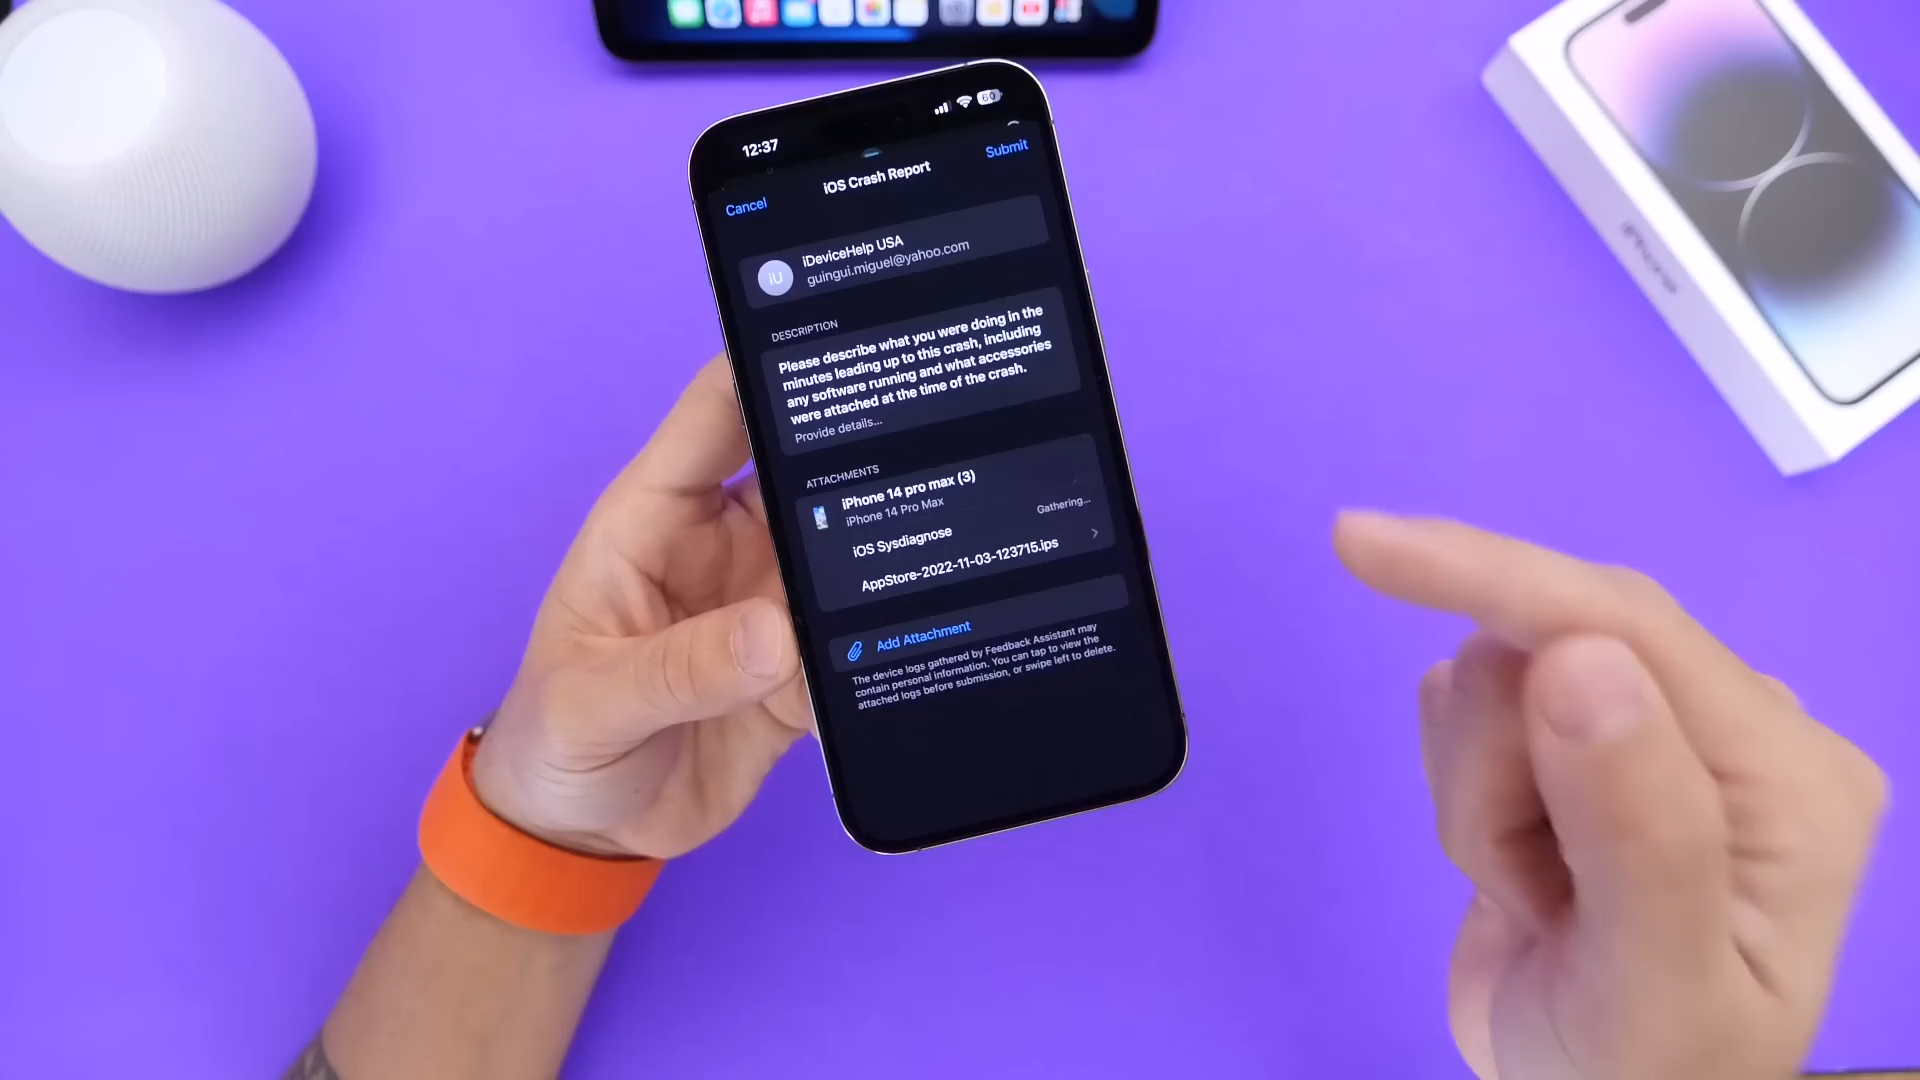 12:37
60
Cancel
iOS Crash Report
Submit
iU
iDeviceHelp USA
guingui.miguel@yahoo.com
DESCRIPTION
Please describe what you were doing in the
minutes leading up to this crash, including
any software running and what accessories
were attached at the time of the crash.
Provide details...
ATTACHMENTS
iPhone 14 pro max (3)
iPhone 14 Pro Max
iOS Sysdiagnose
Gathering...
AppStore-2022-11-03-123715.ips
Add Attachment
The device logs gathered by Feedback Assistant may
contain personal information. You can tap to view the
attached logs before submission, or swipe left to delete.
iPhone